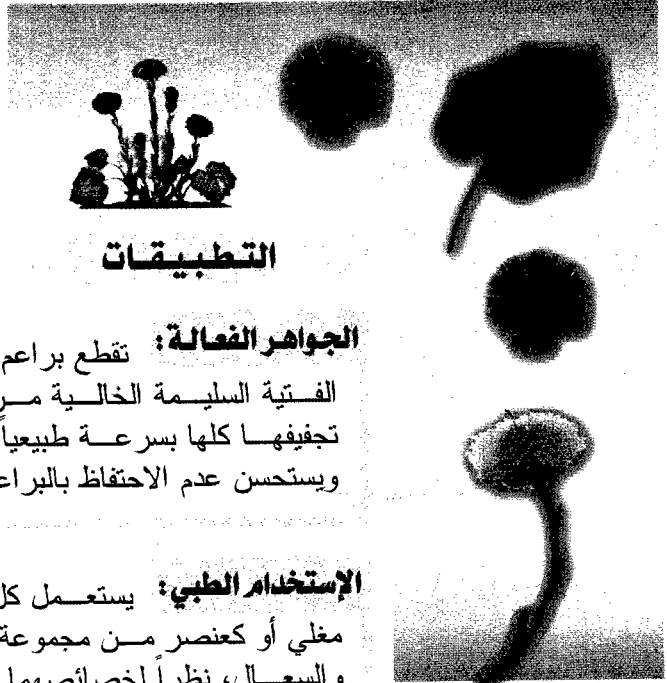 التطبيقات
الجواهر الفعالة: تقطع براعم
الفتية السليمة الخالية مـ
تجفيفها كلها بسرعة طبيعياً
ويستحسن عدم الاحتفاظ بالبراعـ
الإستخدام الطبي: يستعمل كل
مغلي أو كعنصر من مجموعة
والسعال، نظراً لخصائصهما